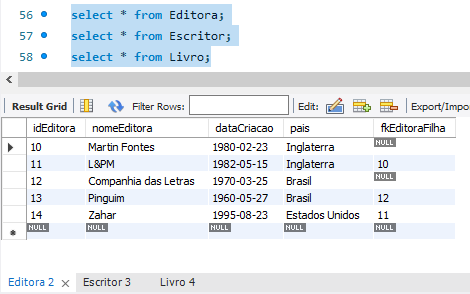 56 select * from Editora;
57 select * from Escritor;
58 select * from Livro;
Result Grid Filter Rows: Edit: Export/Impo
idEditora nomeEditora dataCriacao pais fkEditoraFilha
10 Martin Fontes 1980-02-23 Inglaterra NULL
11 L&PM 1982-05-15 Inglaterra 10
12 Companhia das Letras 1970-03-25 Brasil NULL
13 Pinguim 1960-05-27 Brasil 12
14 Zahar 1995-08-23 Estados Unidos 11
NULL NULL NULL NULL NULL
Editora 2 Escritor 3 Livro 4